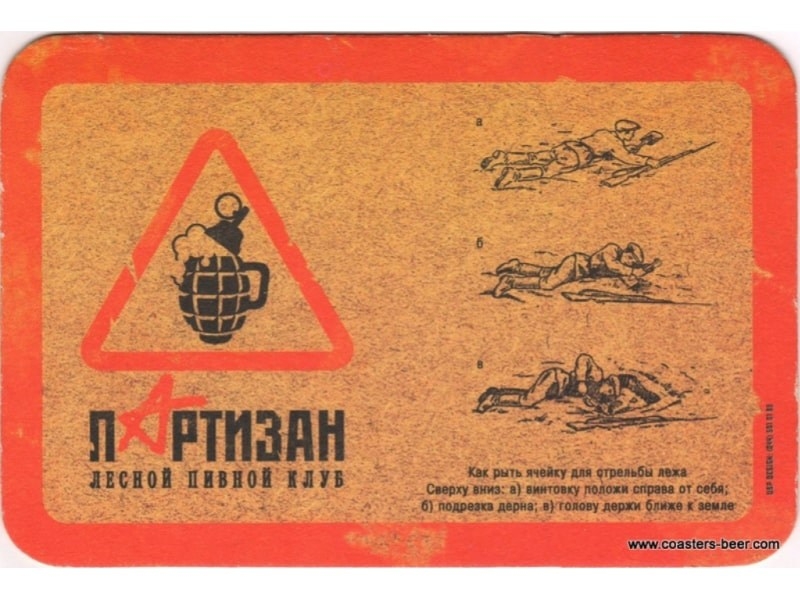 ПАРТИЗАН
ЛЕСНОЙ ПИВНОЙ КЛУБ
а
б
в
Как рыть ячейку для стрельбы лежа
Сверху вниз: а) винтовку положи справа от себя;
б) подрезка дерна; в) голову держи ближе к земле
www.coasters-beer.com